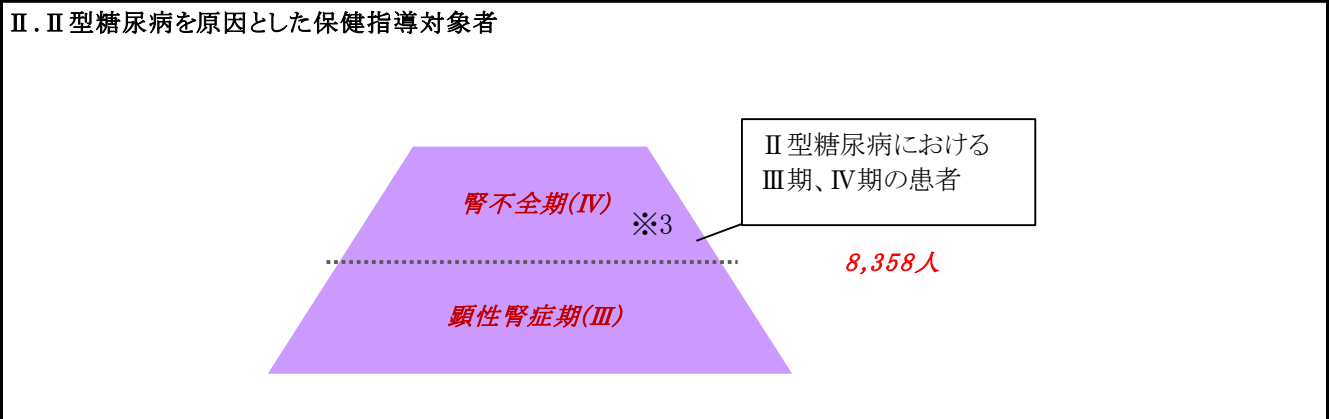 Ⅱ.Ⅱ型糖尿病を原因とした保健指導対象者
Ⅱ型糖尿病における
Ⅲ期、Ⅳ期の患者
腎不全期(Ⅳ)
※3
8,358人
顕性腎症期(Ⅲ)